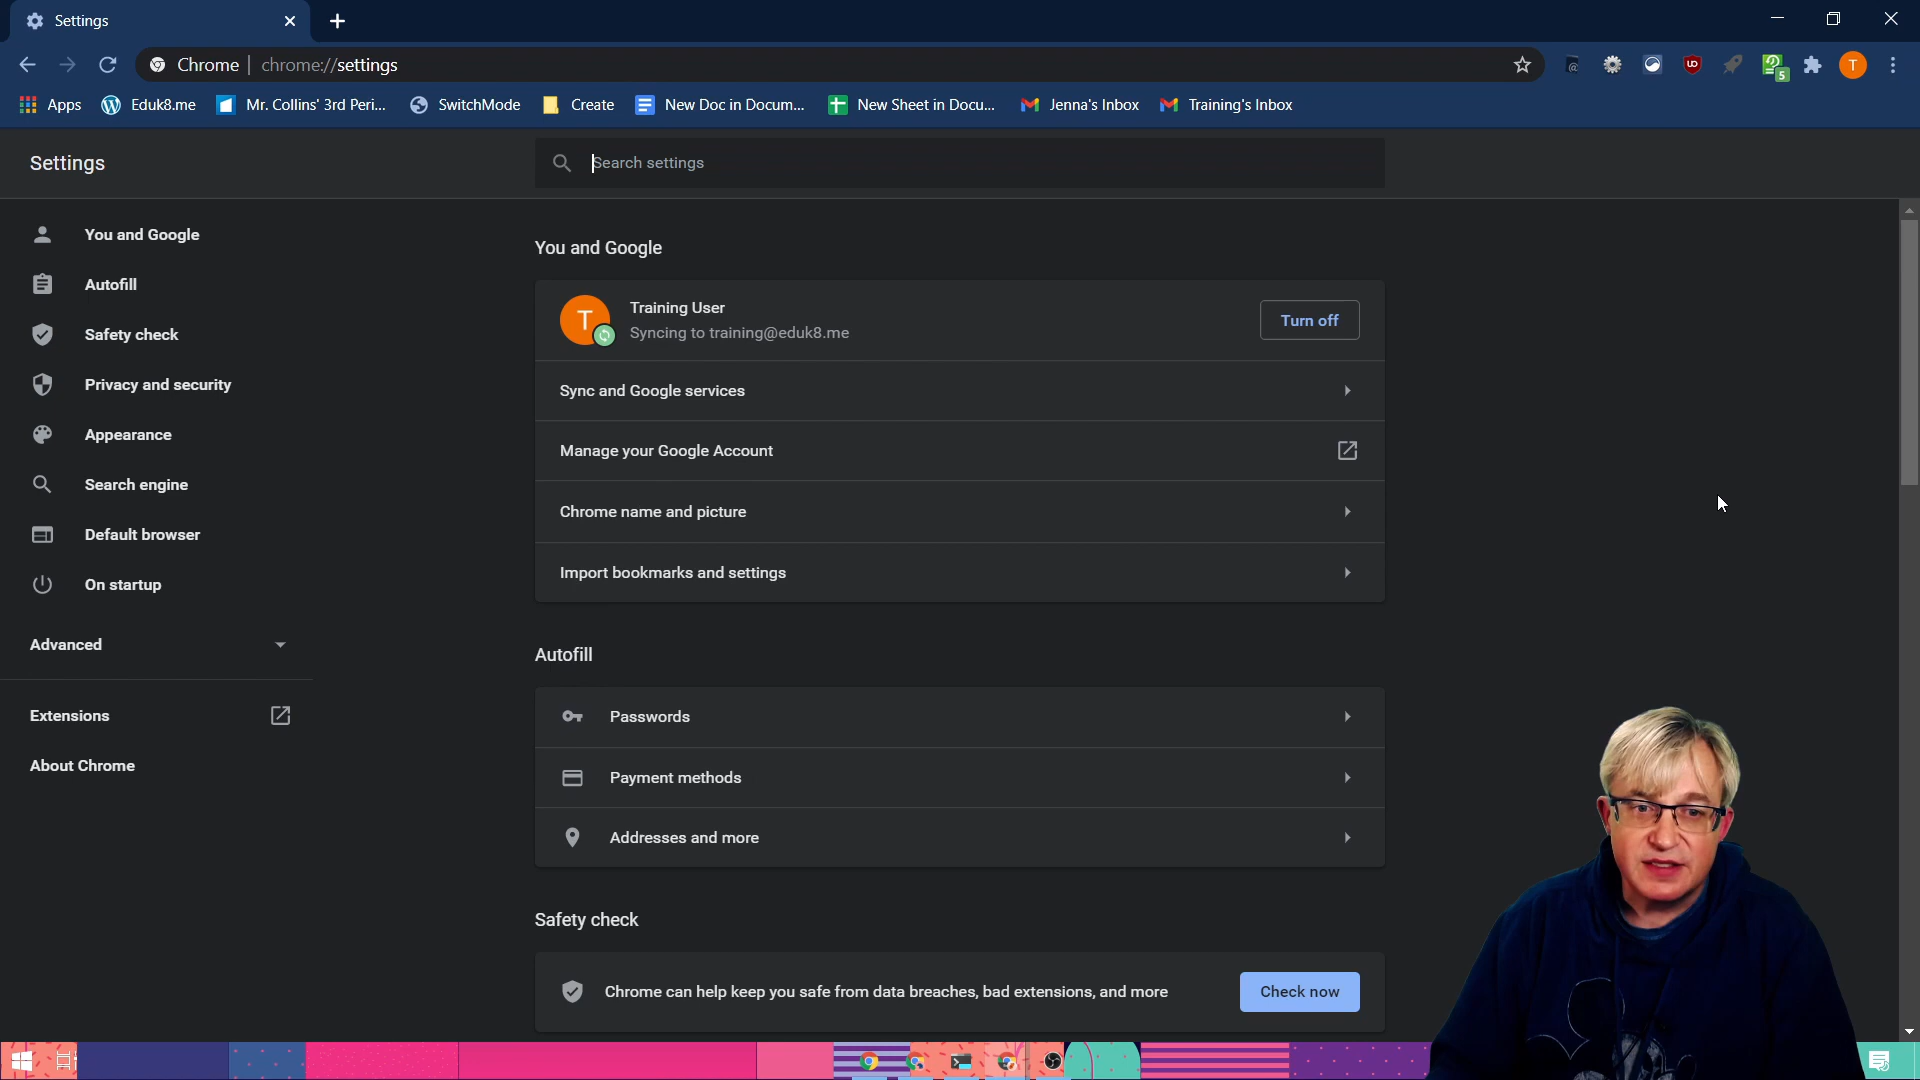 Settings
Chrome | chrome://settings
5
T
Apps
Eduk8.me
Mr. Collins' 3rd Peri...
SwitchMode
Create
New Doc in Docum...
New Sheet in Docu...
Jenna's Inbox
Training's Inbox
Settings
Search settings
You and Google
Autofill
Safety check
Privacy and security
Appearance
Search engine
Default browser
On startup
Advanced
Extensions
About Chrome
You and Google
T
Training User
Syncing to training@eduk8.me
Turn off
Sync and Google services
Manage your Google Account
Chrome name and picture
Import bookmarks and settings
Autofill
Passwords
Payment methods
Addresses and more
Safety check
Chrome can help keep you safe from data breaches, bad extensions, and more
Check now